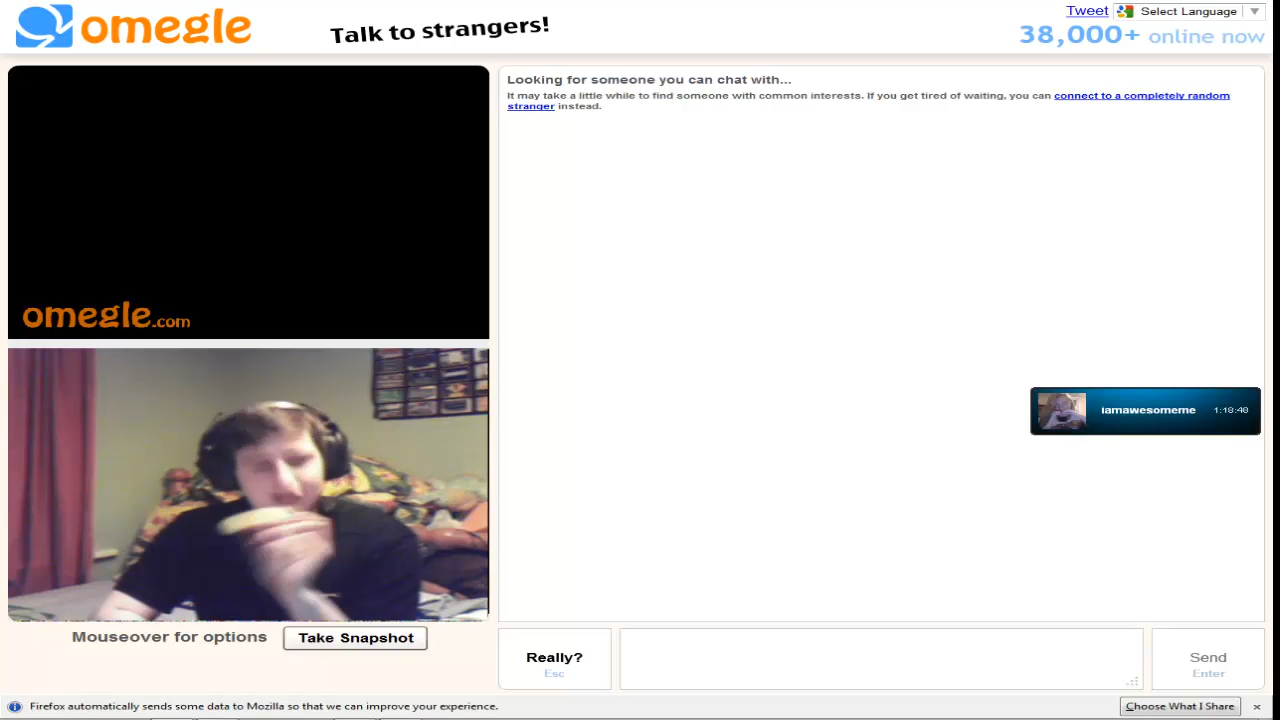 omegle
Talk to strangers!
Tweet
Select Language
38,000+ online now
Looking for someone you can chat with...
It may take a little while to find someone with common interests. If you get tired of waiting, you can connect to a completely random
stranger instead.
omegle.com
iamawesomeme 1:18:48
Mouseover for options
Take Snapshot
Really?
Esc
Send
Enter
Firefox automatically sends some data to Mozilla so that we can improve your experience.
Choose What I Share